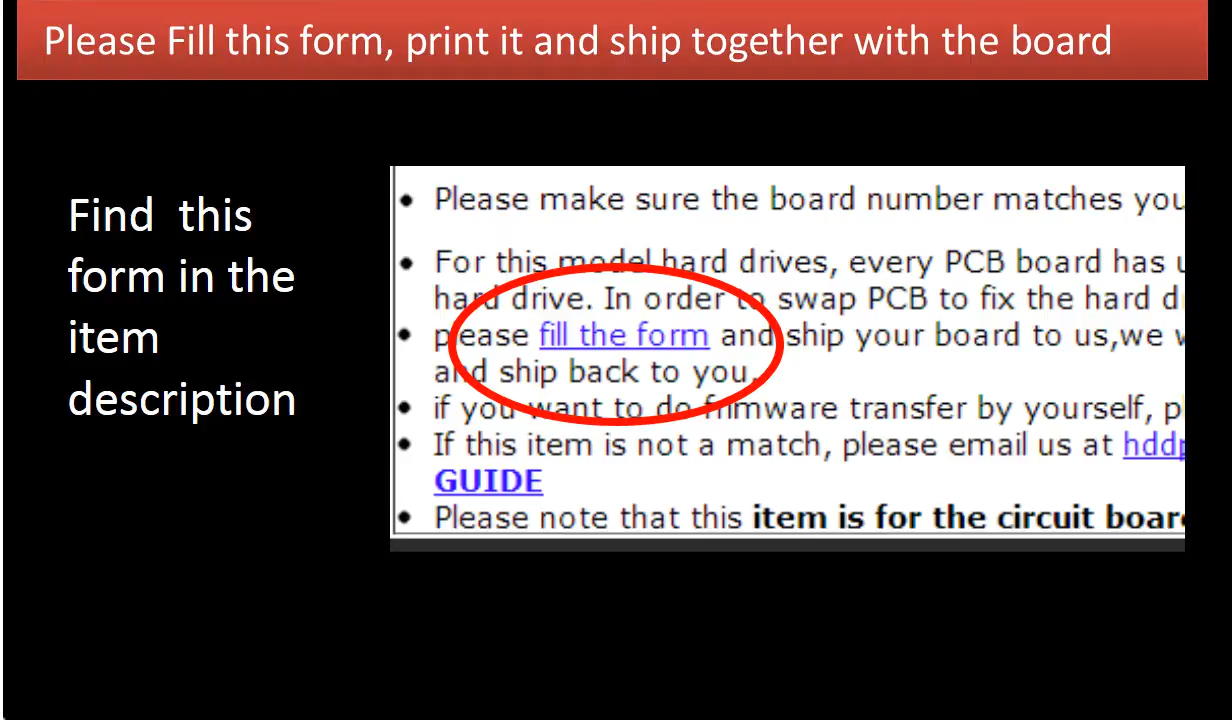 Please Fill this form, print it and ship together with the board
Find this
form in the
item
description
Please make sure the board number matches you
For this model hard drives, every PCB board has
hard drive. In order to swap PCB to fix the hard
please fill the form and ship your board to us,we
and ship back to you.
if you want to do frimware transfer by yourself,
If this item is not a match, please email us at
GUIDE
Please note that this item is for the circuit